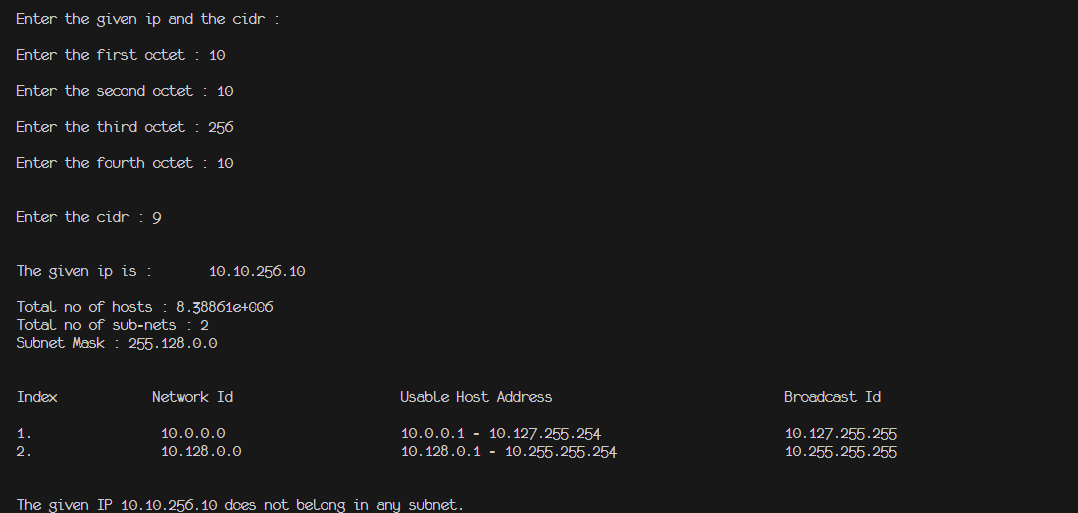 Enter the given ip and the cidr :
Enter the first octet : 10
Enter the second octet : 10
Enter the third octet : 256
Enter the fourth octet : 10
Enter the cidr : 9
The given ip is : 10.10.256.10
Total no of hosts : 8.38861e+006
Total no of sub-nets : 2
Subnet Mask : 255.128.0.0
Index Network Id Usable Host Address Broadcast Id
1. 10.0.0.0 10.0.0.1 - 10.127.255.254 10.127.255.255
2. 10.128.0.0 10.128.0.1 - 10.255.255.254 10.255.255.255
The given IP 10.10.256.10 does not belong in any subnet.